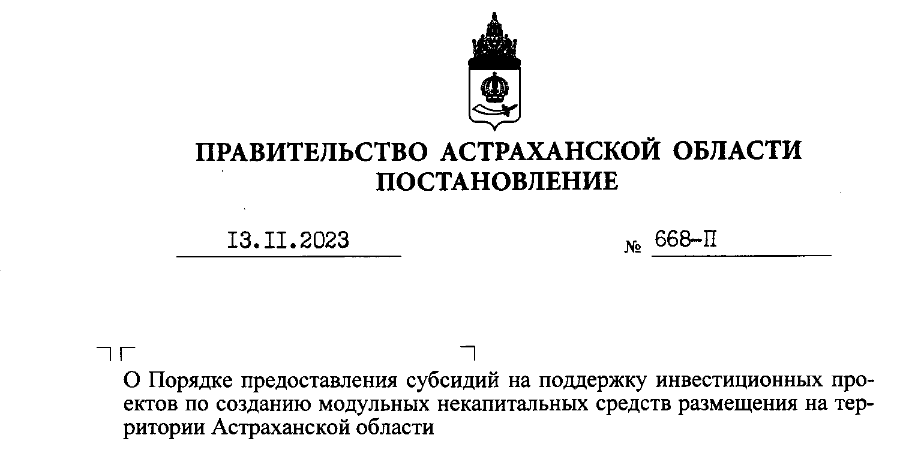 ПРАВИТЕЛЬСТВО АСТРАХАНСКОЙ ОБЛАСТИ
ПОСТАНОВЛЕНИЕ
I3.II.2023 № 668-П
О Порядке предоставления субсидий на поддержку инвестиционных про-
ектов по созданию модульных некапитальных средств размещения на тер-
ритории Астраханской области